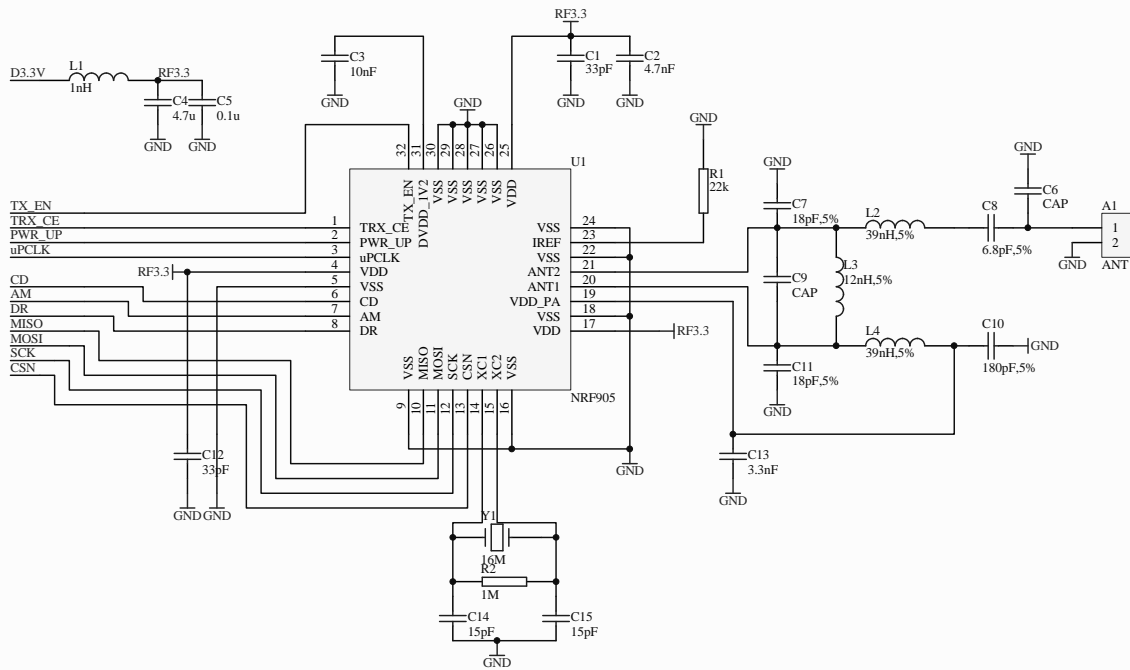 RF3.3
C3
10nF
GND
C1
33pF
GND
C2
4.7nF
GND
D3.3V
L1
1nH
RF3.3
C4
4.7u
GND
C5
0.1u
GND
GND
GND
R1
22k
U1
NRF905
32
31
30
29
28
27
26
25
TX_EN
DVDD_1V2
VSS
VSS
VSS
VSS
VSS
VDD
TX_EN
TRX_CE
PWR_UP
uPCLK
CD
AM
DR
MISO
MOSI
SCK
CSN
RF3.3
1 TRX_CE
2 PWR_UP
3 uPCLK
4 VDD
5 VSS
6 CD
7 AM
8 DR
VSS 24
IREF 23
VSS 22
ANT2 21
ANT1 20
VDD_PA 19
VSS 18
VDD 17
RF3.3
VSS
MISO
MOSI
SCK
CSN
XC1
XC2
VSS
9
10
11
12
13
14
15
16
GND
GND
C7
18pF,5%
C9
CAP
C11
18pF,5%
GND
L2
39nH,5%
L3
12nH,5%
L4
39nH,5%
C8
6.8pF,5%
GND
C6
CAP
A1
1
2
ANT
GND
C10
180pF,5%
GND
C13
3.3nF
GND
C12
33pF
GND
GND
Y1
16M
R2
1M
C14
15pF
C15
15pF
GND